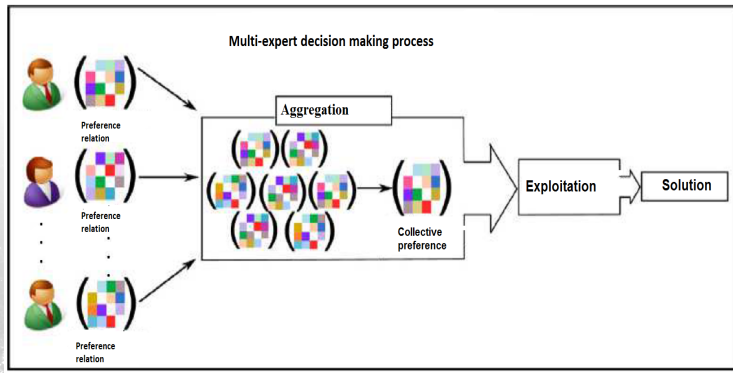 Multi-expert decision making process
Preference
relation
Aggregation
Preference
relation
Collective
preference
Exploitation
Solution
Preference
relation